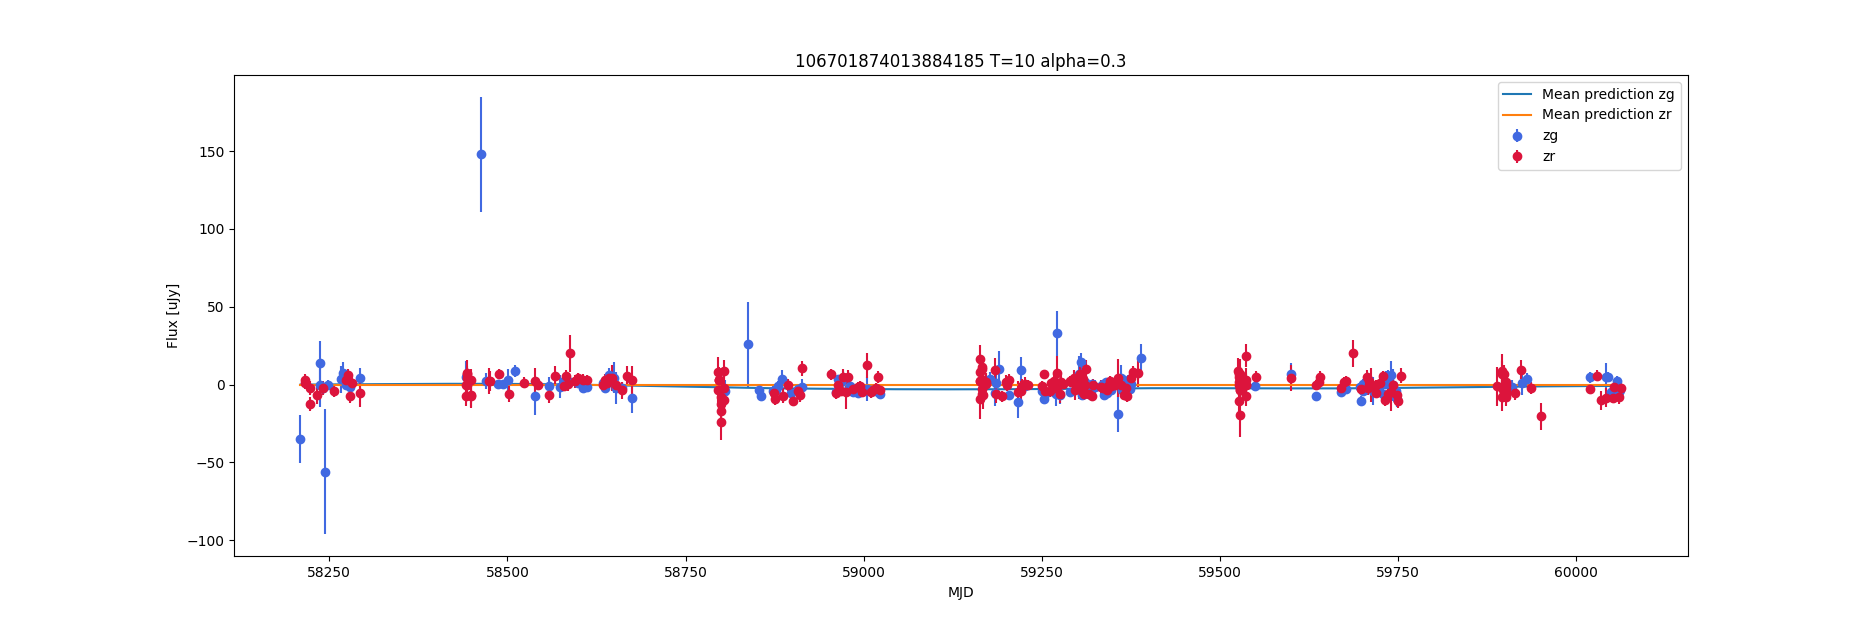 106701874013884185 T=10 alpha=0.3
Mean prediction zg
Mean prediction zr
zg
zr
Flux [uJy]
150
100
50
0
−50
−100
58250
58500
58750
59000
59250
59500
59750
60000
MJD